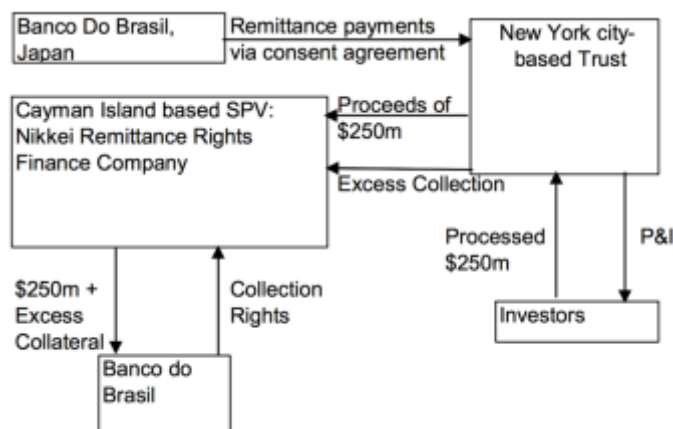 Banco Do Brasil,
Japan
Remittance payments
via consent agreement
New York city-
based Trust
Cayman Island based SPV:
Nikkei Remittance Rights
Finance Company
Proceeds of
$250m
Excess Collection
Processed
$250m
P&I
$250m +
Excess
Collateral
Collection
Rights
Investors
Banco do
Brasil